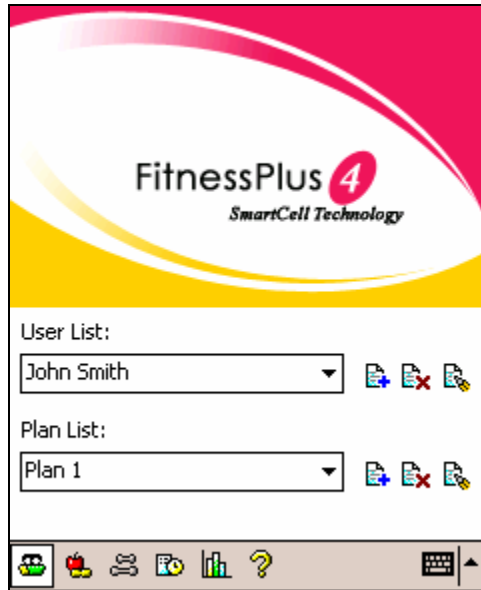 FitnessPlus 4
SmartCell Technology
User List:
John Smith
Plan List:
Plan 1